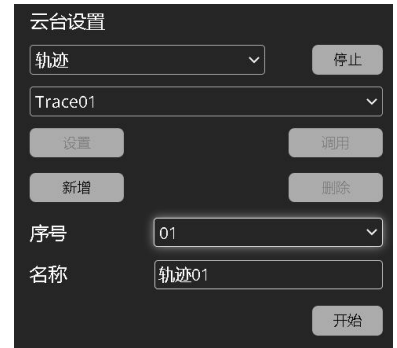 云台设置
轨迹 停止
Trace01
设置 调用
新增 删除
序号 01
名称 轨迹01
开始